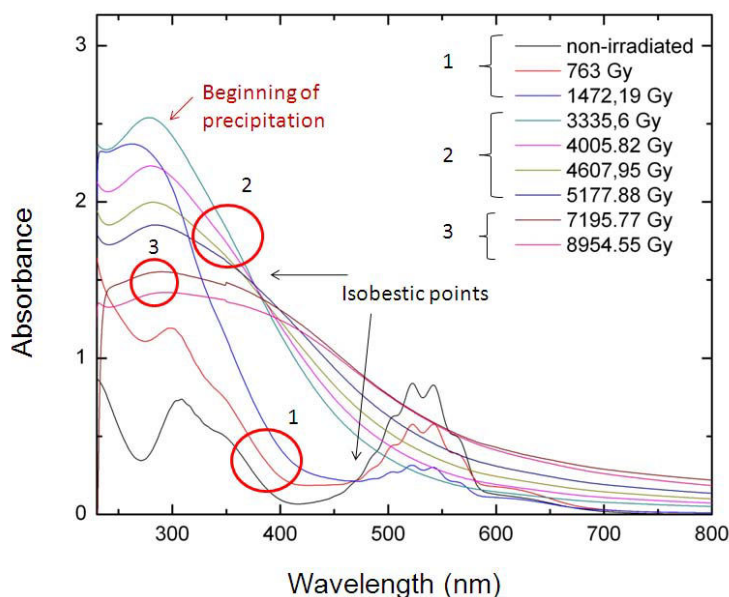 3
2
1
0
Absorbance
300
400
500
600
700
800
Wavelength (nm)
Beginning of
precipitation
2
3
1
Isobestic points
1
non-irradiated
763 Gy
1472,19 Gy
2
3335,6 Gy
4005.82 Gy
4607,95 Gy
5177.88 Gy
3
7195.77 Gy
8954.55 Gy